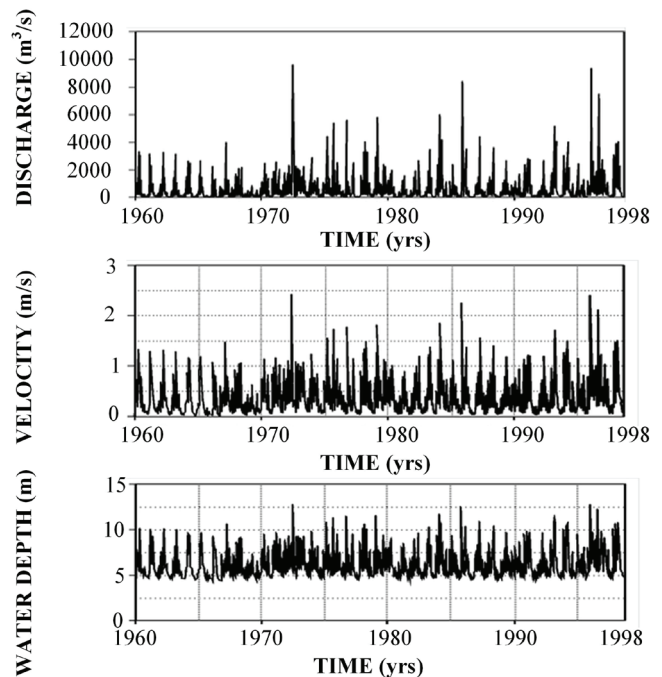 DISCHARGE (m³/s)
12000
10000
8000
6000
4000
2000
0
1960 1970 1980 1990 1998
TIME (yrs)
VELOCITY (m/s)
3
2
1
0
1960 1970 1980 1990 1998
TIME (yrs)
WATER DEPTH (m)
15
10
5
0
1960 1970 1980 1990 1998
TIME (yrs)